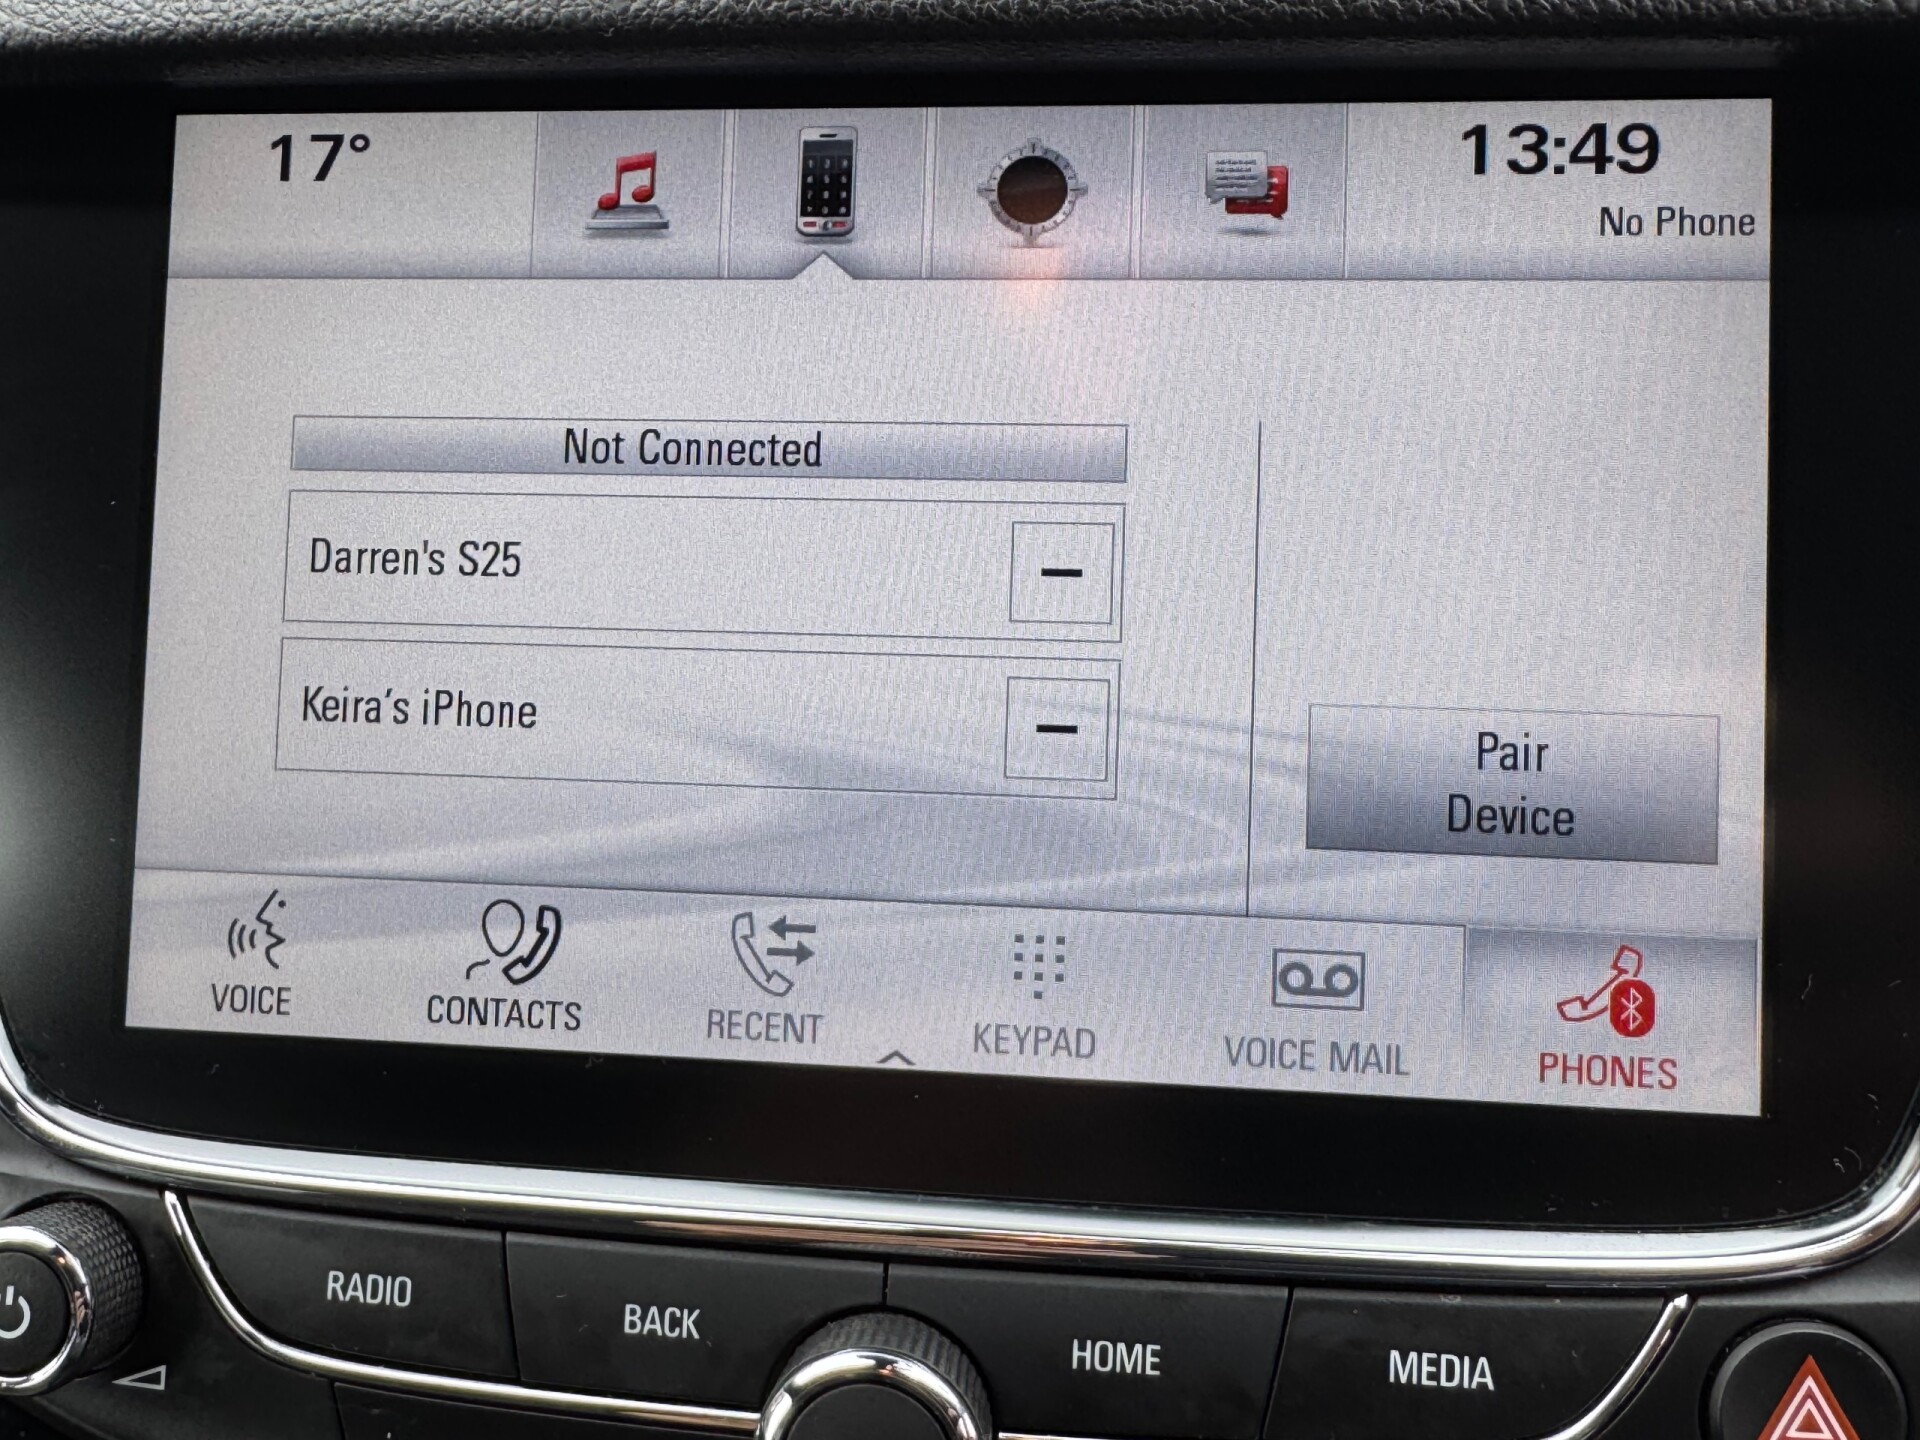 17°
13:49
No Phone
Not Connected
Darren's S25
Keira's iPhone
Pair
Device
VOICE
CONTACTS
RECENT
KEYPAD
VOICE MAIL
PHONES
RADIO
BACK
HOME
MEDIA